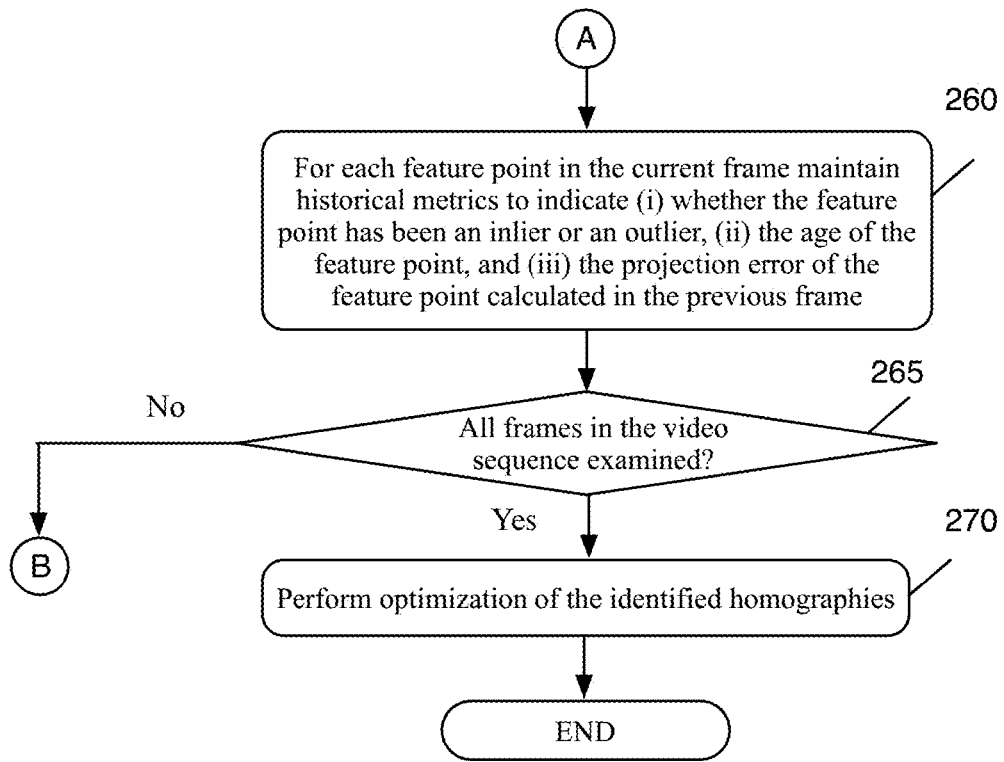 A
260
For each feature point in the current frame maintain
historical metrics to indicate (i) whether the feature
point has been an inlier or an outlier, (ii) the age of the
feature point, and (iii) the projection error of the
feature point calculated in the previous frame
265
No
All frames in the video
sequence examined?
Yes
B
270
Perform optimization of the identified homographies
END